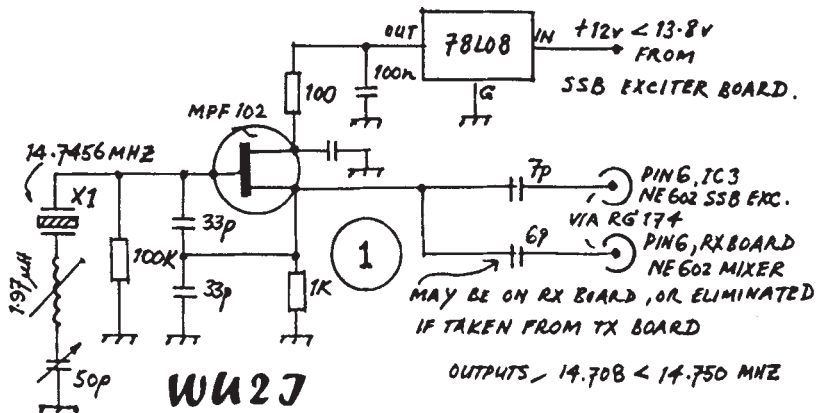 OUT
78L08
IN
+12v < 13.8v
FROM
SSB EXCITER BOARD.
G
100n
100
MPF 102
14.7456 MHZ
X1
33p
100K
33p
1K
1.97µH
50p
1
7p
PIN 6, IC3
NE602 SSB EXC.
VIA RG 174
6p
PIN 6, RX BOARD
NE602 MIXER
MAY BE ON RX BOARD, OR ELIMINATED
IF TAKEN FROM TX BOARD
OUTPUTS - 14.708 < 14.750 MHZ
WU2J